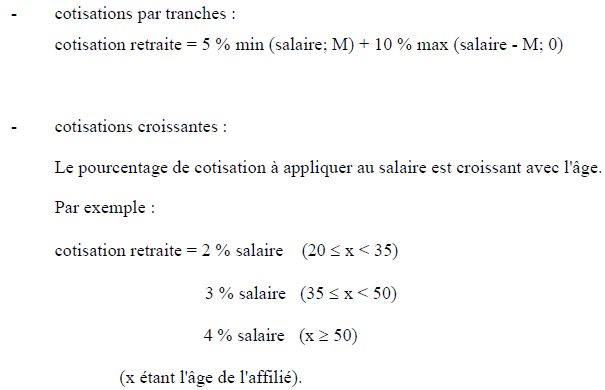 - cotisations par tranches :
cotisation retraite = 5 % min (salaire; M) + 10 % max (salaire - M; 0)
- cotisations croissantes :
Le pourcentage de cotisation à appliquer au salaire est croissant avec l'âge.
Par exemple :
cotisation retraite = 2 % salaire (20 ≤ x < 35)
3 % salaire (35 ≤ x < 50)
4 % salaire (x ≥ 50)
(x étant l'âge de l'affilié).